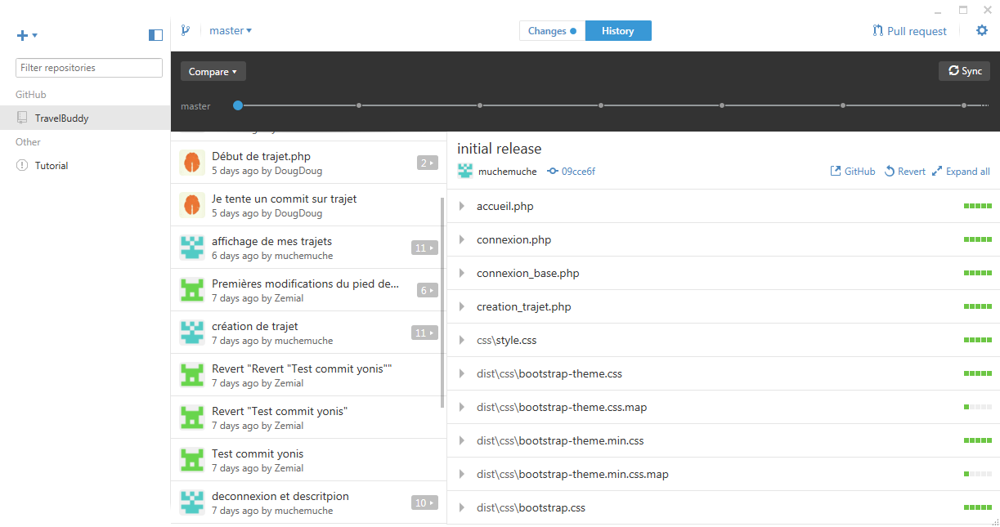 master
Changes
History
Pull request
Filter repositories
GitHub
TravelBuddy
Other
Tutorial
Compare
Sync
master
Début de trajet.php
5 days ago by DougDoug
2
Je tente un commit sur trajet
5 days ago by DougDoug
affichage de mes trajets
6 days ago by muchemuche
11
Premières modifications du pied de...
7 days ago by Zemial
6
création de trajet
7 days ago by muchemuche
11
Revert "Revert "Test commit yonis""
7 days ago by Zemial
Revert "Test commit yonis"
7 days ago by Zemial
Test commit yonis
7 days ago by Zemial
deconnexion et descritpion
7 days ago by muchemuche
10
initial release
muchemuche 09cce6f
GitHub Revert Expand all
accueil.php
connexion.php
connexion_base.php
creation_trajet.php
css\style.css
dist\css\bootstrap-theme.css
dist\css\bootstrap-theme.css.map
dist\css\bootstrap-theme.min.css
dist\css\bootstrap-theme.min.css.map
dist\css\bootstrap.css